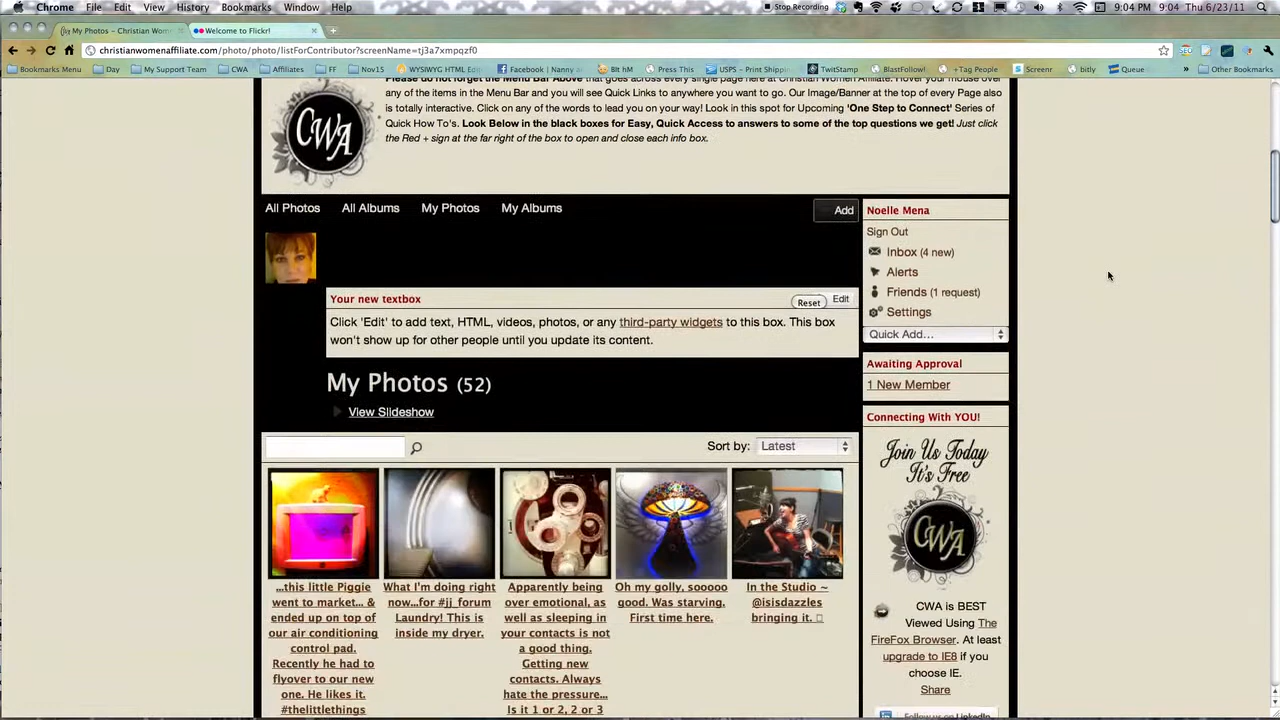 Chrome File Edit View History Bookmarks Window Help
Stop Recording
9:04 PM 9:04 Thu 6/23/11
My Photos – Christian Wom
Welcome to Flickr!
christianwomenaffiliate.com/photo/photo/listForContributor?screenName=tj3a7xmpqzf0
Bookmarks Menu Day My Support Team CWA Affiliates FF Nov15 WYSIWYG HTML Edit Facebook | Nanny a Blt hM Press This USPS - Print Shippin TwitStamp BlastFollow! +Tag People Screenr bitly Queue » Other Bookmarks
Please do not forget the Menu Bar Above that goes across every single page here at Christian Women Affiliate. Hover your mouse
over any of the items in the Menu Bar and you will see Quick Links to anywhere you want to go. Our Image/Banner at the top of every Page also
is totally interactive. Click on any of the words to lead you on your way! Look in this spot for Upcoming 'One Step to Connect' Series of
Quick How To's. Look Below in the black boxes for Easy, Quick Access to answers to some of the top questions we get! Just click
the Red + sign at the far right of the box to open and close each info box.
CWA
All Photos All Albums My Photos My Albums
Add
Your new textbox
Reset Edit
Click 'Edit' to add text, HTML, videos, photos, or any third-party widgets to this box. This box
won't show up for other people until you update its content.
My Photos (52)
View Slideshow
Sort by: Latest
...this little Piggie
went to market... &
ended up on top of
our air conditioning
control pad.
Recently he had to
flyover to our new
one. He likes it.
#thelittlethings
What I'm doing right
now...for #jj_forum
Laundry! This is
inside my dryer.
Apparently being
over emotional, as
well as sleeping in
your contacts is not
a good thing.
Getting new
contacts. Always
hate the pressure...
Is it 1 or 2, 2 or 3
Oh my golly, sooooo
good. Was starving.
First time here.
In the Studio ~
@isisdazzles
bringing it.
Noelle Mena
Sign Out
Inbox (4 new)
Alerts
Friends (1 request)
Settings
Quick Add...
Awaiting Approval
1 New Member
Connecting With YOU!
Join Us Today
It's Free
CWA
CWA is BEST
Viewed Using The
FireFox Browser. At least
upgrade to IE8 if you
choose IE.
Share
Follow us on LinkedIn